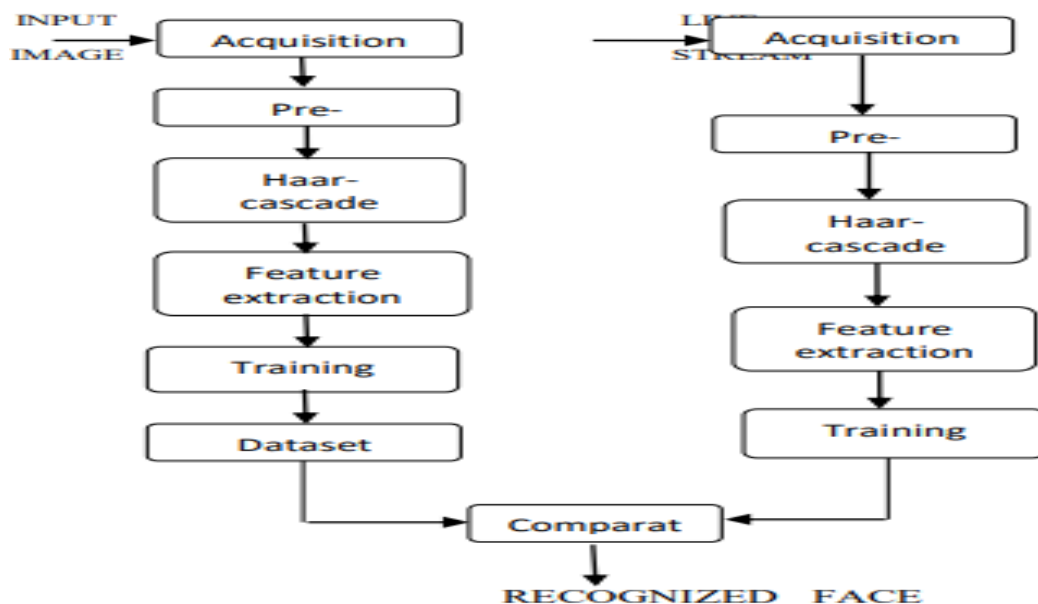 INPUT
IMAGE
Acquisition
Pre-
Haar-
cascade
Feature
extraction
Training
Dataset
STREAM
Acquisition
Pre-
Haar-
cascade
Feature
extraction
Training
Comparat
RECOGNIZED FACE